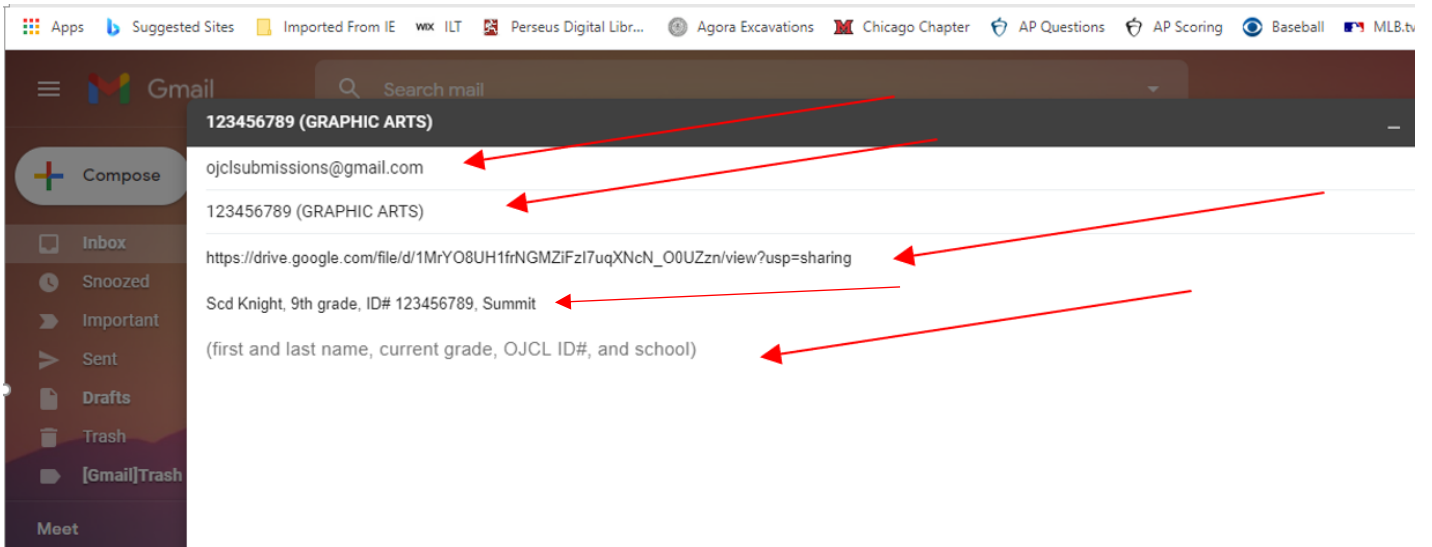 Apps Suggested Sites Imported From IE WIX ILT Perseus Digital Libr... Agora Excavations Chicago Chapter AP Questions AP Scoring Baseball MLB.tv
Gmail Search mail
123456789 (GRAPHIC ARTS)
Compose
ojclsubmissions@gmail.com
123456789 (GRAPHIC ARTS)
Inbox
https://drive.google.com/file/d/1MrYO8UH1frNGMZiFzI7uqXNcN_O0UZzn/view?usp=sharing
Snoozed
Scd Knight, 9th grade, ID# 123456789, Summit
Important
(first and last name, current grade, OJCL ID#, and school)
Sent
Drafts
Trash
[Gmail]Trash
Meet